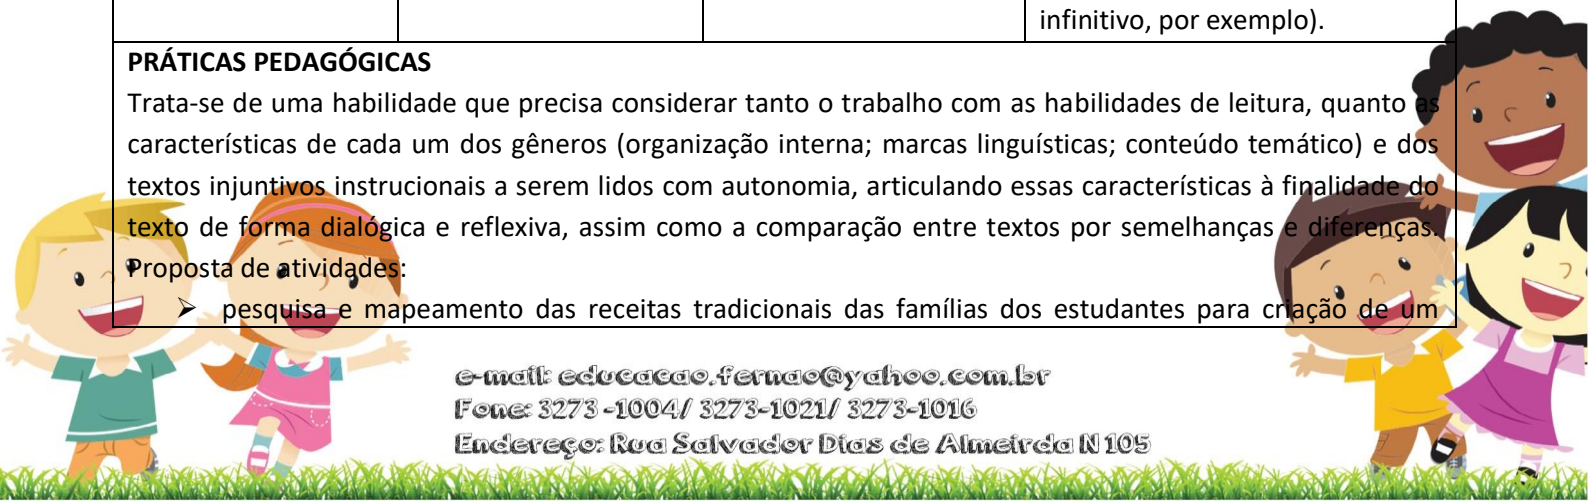 infinitivo, por exemplo).
PRÁTICAS PEDAGÓGICAS
Trata-se de uma habilidade que precisa considerar tanto o trabalho com as habilidades de leitura, quanto as
características de cada um dos gêneros (organização interna; marcas linguísticas; conteúdo temático) e dos
textos injuntivos instrucionais a serem lidos com autonomia, articulando essas características à finalidade do
texto de forma dialógica e reflexiva, assim como a comparação entre textos por semelhanças e diferenças.
Proposta de atividades:
➢ pesquisa e mapeamento das receitas tradicionais das famílias dos estudantes para criação de um
e-mail: educacao.fernao@yahoo.com.br
Fone: 3273 -1004/ 3273-1021/ 3273-1016
Endereço: Rua Salvador Dias de Almeirda N 105